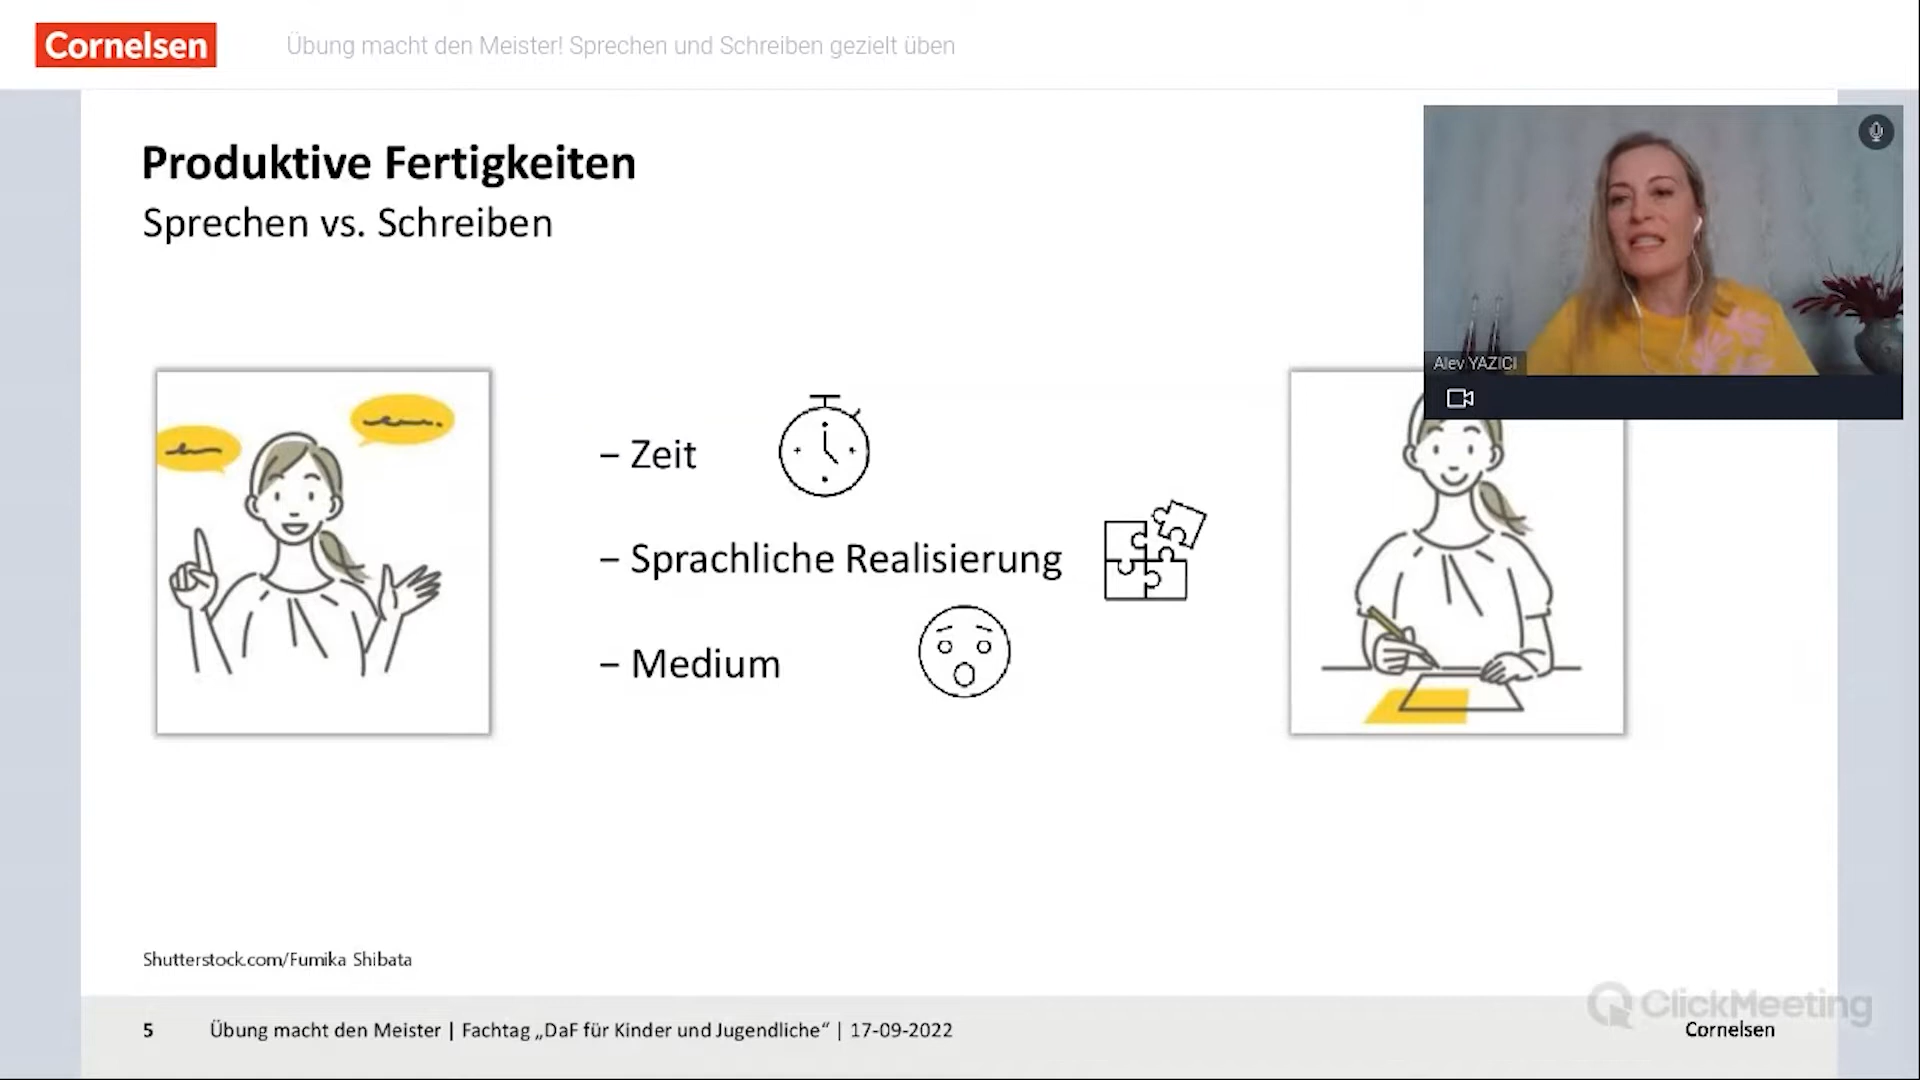 Cornelsen
Übung macht den Meister! Sprechen und Schreiben gezielt üben
Produktive Fertigkeiten
Sprechen vs. Schreiben
Alev YAZICI
– Zeit
– Sprachliche Realisierung
– Medium
Shutterstock.com/Fumika Shibata
ClickMeeting
5 Übung macht den Meister | Fachtag „DaF für Kinder und Jugendliche“ | 17-09-2022
Cornelsen